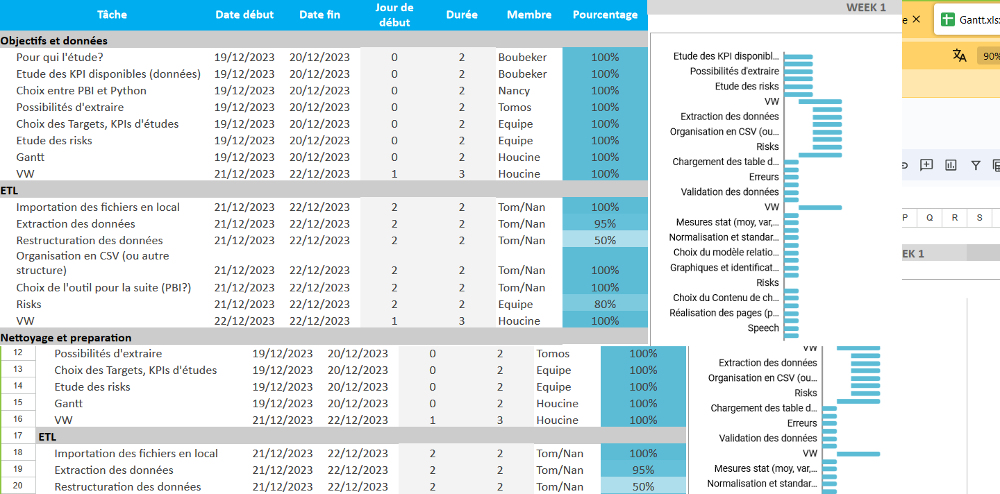 Tâche Date début Date fin Jour de début Durée Membre Pourcentage
Objectifs et données
Pour qui l'étude? 19/12/2023 20/12/2023 0 2 Boubeker 100%
Etude des KPI disponibles (données) 19/12/2023 20/12/2023 0 2 Boubeker 100%
Choix entre PBI et Python 19/12/2023 20/12/2023 0 2 Nancy 100%
Possibilités d'extraire 19/12/2023 20/12/2023 0 2 Tomos 100%
Choix des Targets, KPIs d'études 19/12/2023 20/12/2023 0 2 Equipe 100%
Etude des risks 19/12/2023 20/12/2023 0 2 Equipe 100%
Gantt 19/12/2023 20/12/2023 0 2 Houcine 100%
VW 21/12/2023 22/12/2023 1 3 Houcine 100%
ETL
Importation des fichiers en local 21/12/2023 22/12/2023 2 2 Tom/Nan 100%
Extraction des données 21/12/2023 22/12/2023 2 2 Tom/Nan 95%
Restructuration des données 21/12/2023 22/12/2023 2 2 Tom/Nan 50%
Organisation en CSV (ou autre
structure) 21/12/2023 22/12/2023 2 2 Tom/Nan 100%
Choix de l'outil pour la suite (PBI?) 21/12/2023 22/12/2023 2 2 Tom/Nan 100%
Risks 21/12/2023 22/12/2023 2 2 Equipe 80%
VW 22/12/2023 22/12/2023 1 3 Houcine 100%
Nettoyage et preparation
12 Possibilités d'extraire 19/12/2023 20/12/2023 0 2 Tomos 100%
13 Choix des Targets, KPIs d'études 19/12/2023 20/12/2023 0 2 Equipe 100%
14 Etude des risks 19/12/2023 20/12/2023 0 2 Equipe 100%
15 Gantt 19/12/2023 20/12/2023 0 2 Houcine 100%
16 VW 21/12/2023 22/12/2023 1 3 Houcine 100%
17 ETL
18 Importation des fichiers en local 21/12/2023 22/12/2023 2 2 Tom/Nan 100%
19 Extraction des données 21/12/2023 22/12/2023 2 2 Tom/Nan 95%
20 Restructuration des données 21/12/2023 22/12/2023 2 2 Tom/Nan 50%
WEEK 1
Etude des KPI disponibl...
Possibilités d'extraire
Etude des risks
VW
Extraction des données
Organisation en CSV (ou...
Risks
Chargement des table d...
Erreurs
Validation des données
VW
Mesures stat (moy, var,...
Normalisation et standar...
Choix du modèle relatio...
Graphiques et identificat...
Risks
Choix du Contenu de ch...
Réalisation des pages (p...
Speech
VW
Extraction des données
Organisation en CSV (ou...
Risks
Chargement des table d...
Erreurs
Validation des données
VW
Mesures stat (moy, var,...
Normalisation et standar...
e Gantt.xlsx
90%
P Q R S
EK 1